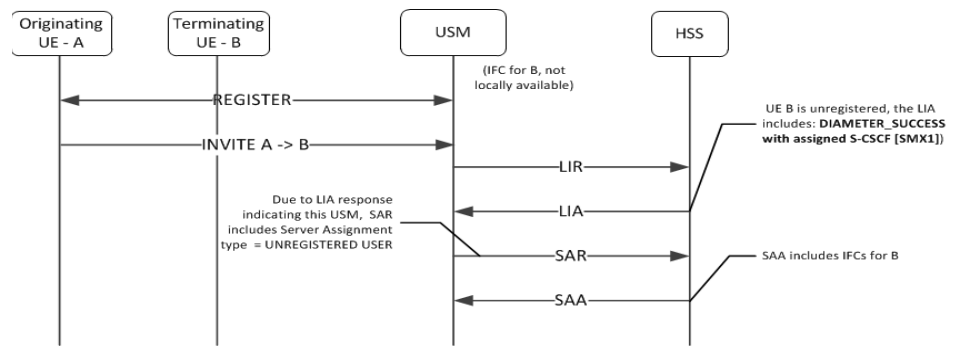 Originating
UE - A
Terminating
UE - B
USM
HSS
(IFC for B, not
locally available)
REGISTER
UE B is unregistered, the LIA
includes: DIAMETER_SUCCESS
with assigned S-CSCF [SMX1])
INVITE A -> B
LIR
Due to LIA response
indicating this USM, SAR
includes Server Assignment
type = UNREGISTERED USER
LIA
SAR
SAA includes IFCs for B
SAA